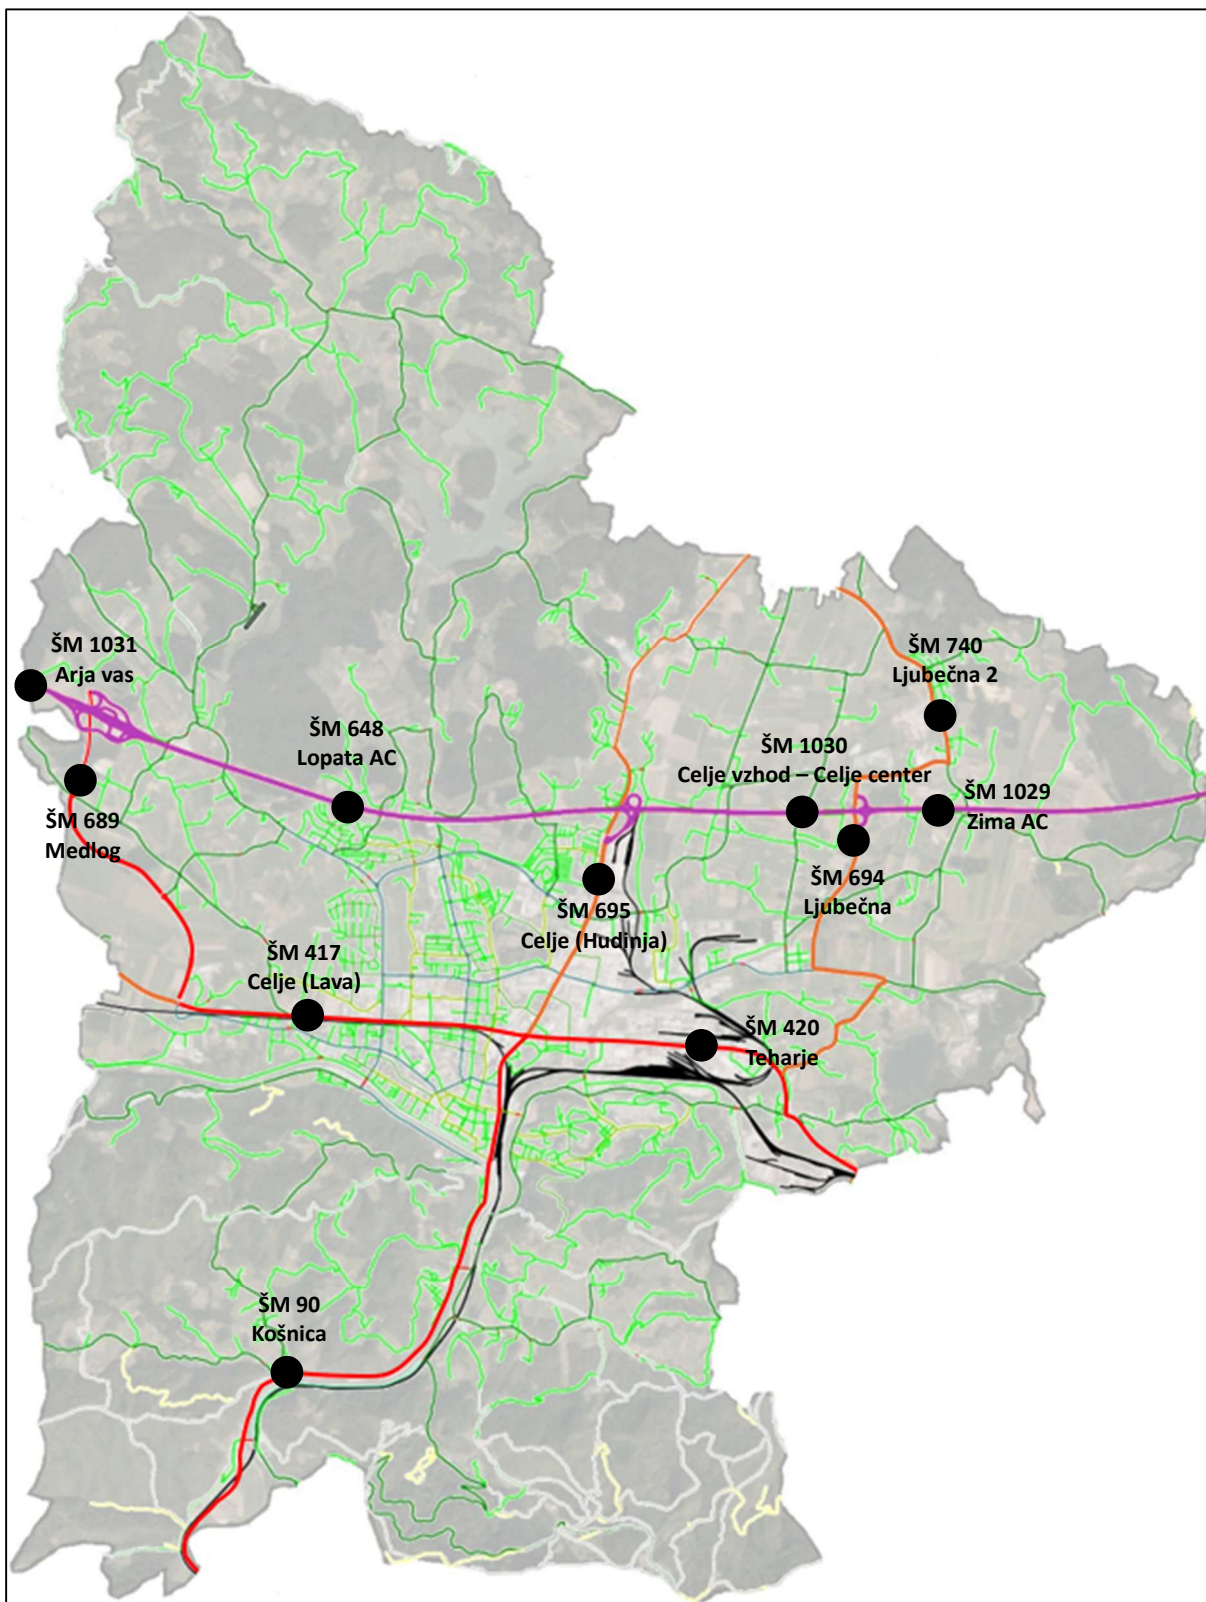 ŠM 1031
Arja vas
ŠM 740
Ljubečna 2
ŠM 648
Lopata AC
ŠM 1030
Celje vzhod – Celje center
ŠM 689
Medlog
ŠM 1029
Zima AC
ŠM 694
Ljubečna
ŠM 695
Celje (Hudinja)
ŠM 417
Celje (Lava)
ŠM 420
Teharje
ŠM 90
Košnica